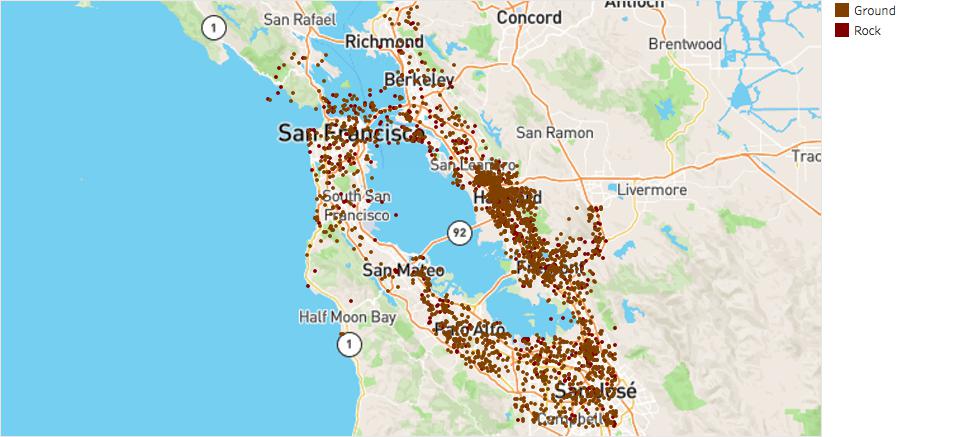 Antioch
1
San Rafael
Concord
Ground
Rock
Richmond
Brentwood
Berkeley
San Francisco
San Ramon
San Leandro
Trac
Livermore
Hayward
South San
Francisco
92
San Mateo
Fremont
Half Moon Bay
Palo Alto
1
San José
Campbell